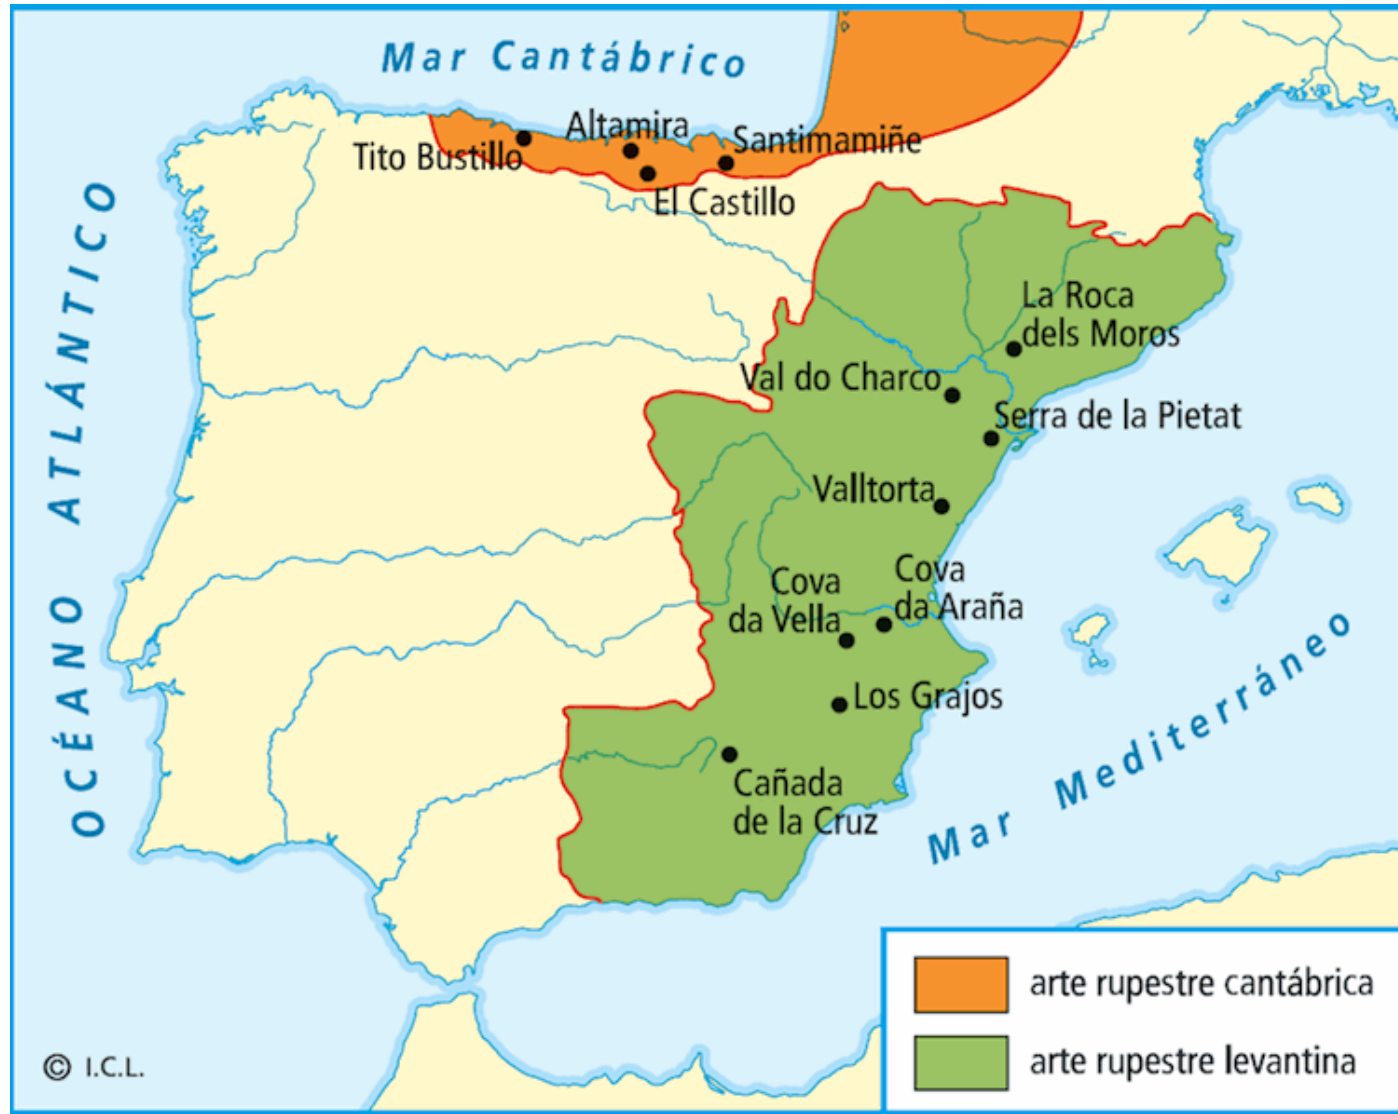 Mar Cantábrico
Altamira
Santimamiñe
Tito Bustillo
El Castillo
OCÉANO ATLÁNTICO
La Roca
dels Moros
Val do Charco
Serra de la Pietat
Valltorta
Cova
da Araña
Cova
da Vella
Los Grajos
Cañada
de la Cruz
Mar Mediterráneo
arte rupestre cantábrica
arte rupestre levantina
© I.C.L.